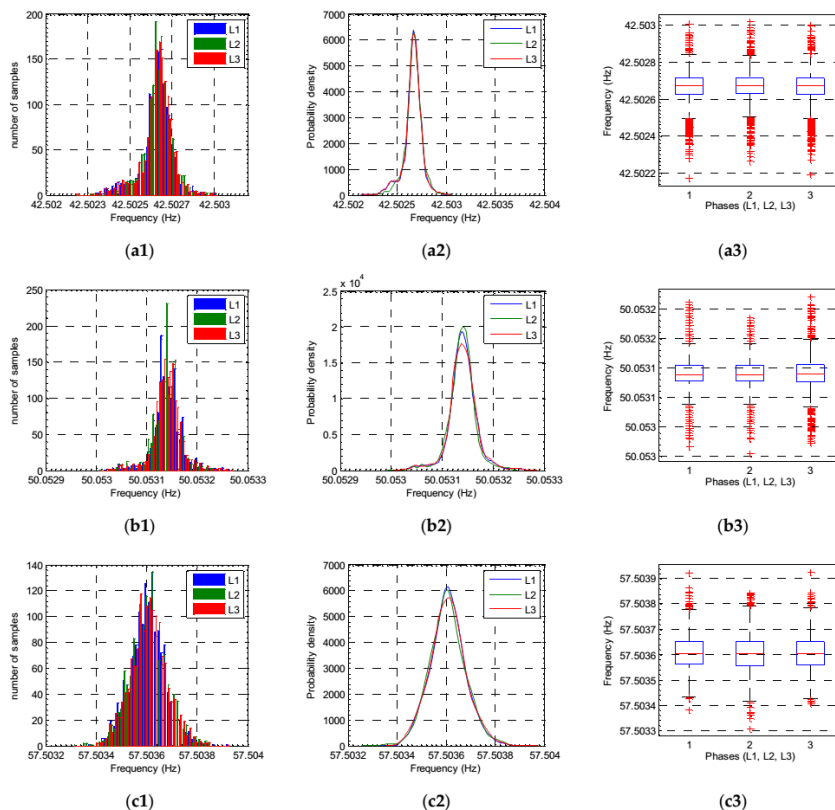 200
150
100
50
0
number of samples
L1
L2
L3
42.502 42.5023 42.5025 42.5027 42.503
Frequency (Hz)
(a1)
7000
6000
5000
4000
3000
2000
1000
0
Probability density
L1
L2
L3
42.502 42.5025 42.503 42.5035 42.504
Frequency (Hz)
(a2)
42.503
42.5028
42.5026
42.5024
42.5022
Frequency (Hz)
1 2 3
Phases (L1, L2, L3)
(a3)
250
200
150
100
50
0
number of samples
L1
L2
L3
50.0529 50.053 50.0531 50.0532 50.0533
Frequency (Hz)
(b1)
x 10^4
2.5
2
1.5
1
0.5
0
Probability density
L1
L2
L3
50.0529 50.053 50.0531 50.0532 50.0533
Frequency (Hz)
(b2)
50.0532
50.0532
50.0531
50.0531
50.053
50.053
Frequency (Hz)
1 2 3
Phases (L1, L2, L3)
(b3)
140
120
100
80
60
40
20
0
number of samples
L1
L2
L3
57.5032 57.5034 57.5036 57.5038 57.504
Frequency (Hz)
(c1)
7000
6000
5000
4000
3000
2000
1000
0
Probability density
L1
L2
L3
57.5032 57.5034 57.5036 57.5038 57.504
Frequency (Hz)
(c2)
57.5039
57.5038
57.5037
57.5036
57.5035
57.5034
57.5033
Frequency (Hz)
1 2 3
Phases (L1, L2, L3)
(c3)